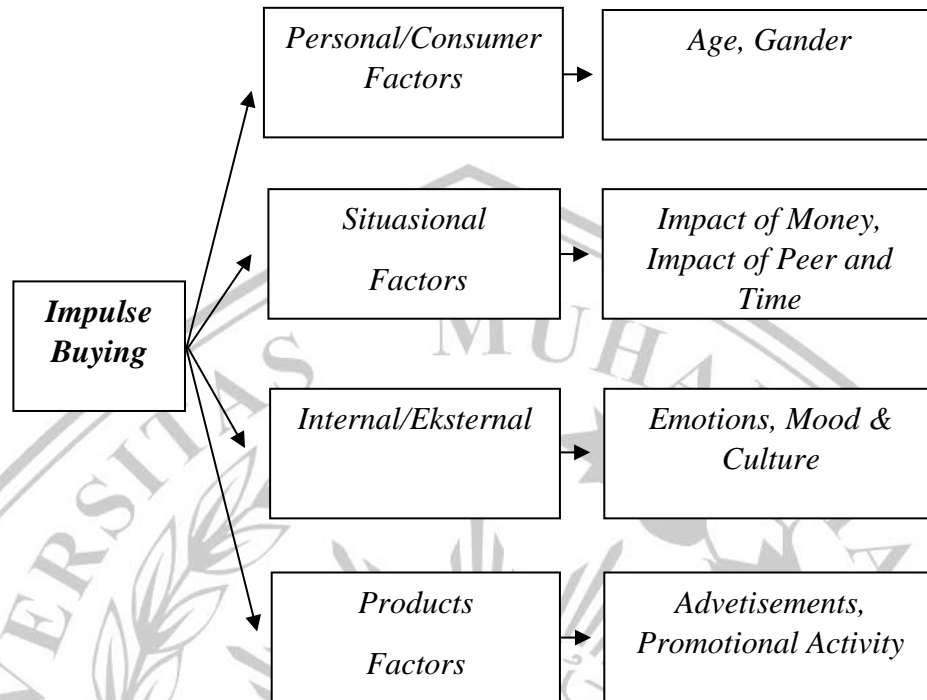 Personal/Consumer
Factors
Age, Gander
Situasional
Factors
Impact of Money,
Impact of Peer and
Time
Impulse
Buying
Internal/Eksternal
Emotions, Mood &
Culture
Products
Factors
Advetisements,
Promotional Activity